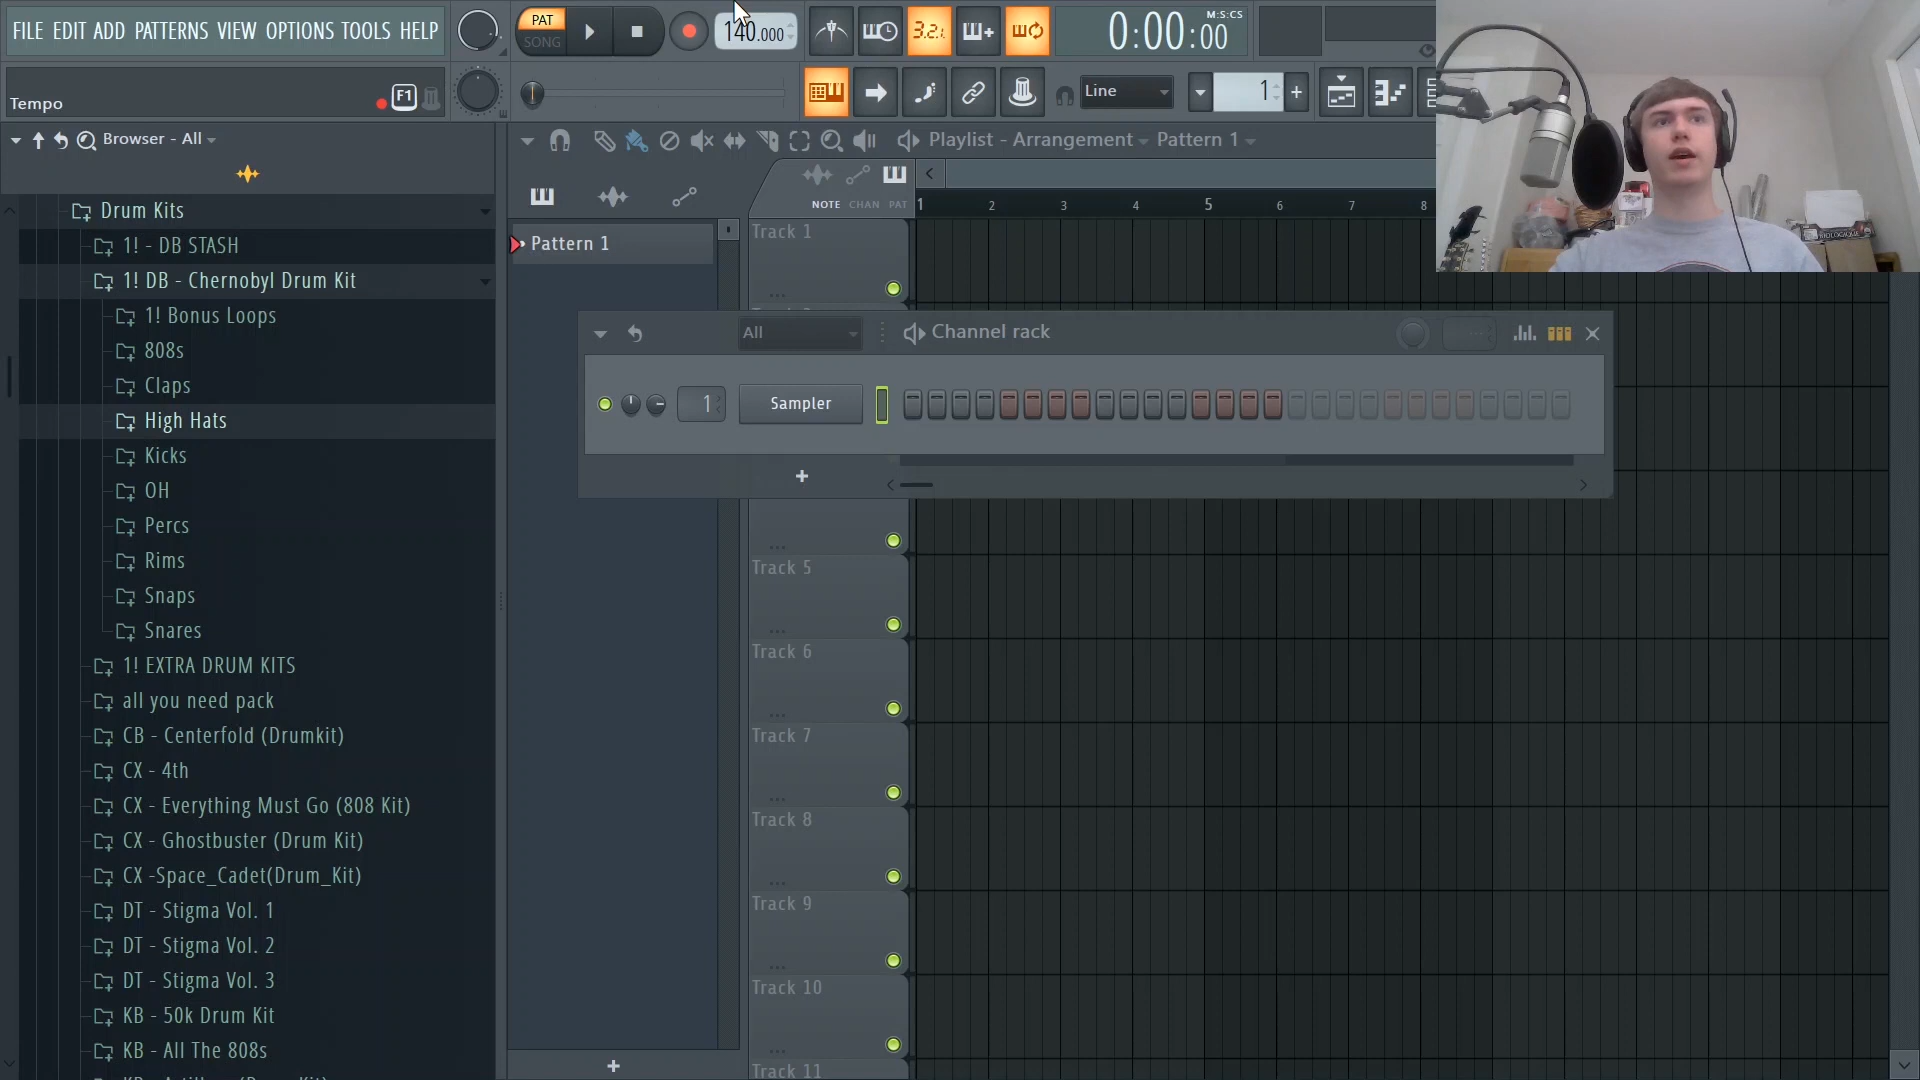 FILE EDIT ADD PATTERNS VIEW OPTIONS TOOLS HELP
PAT
SONG
140.000
3.2.1
M:S:CS
0:00:00
Tempo
F1
Line
1
Browser - All
Playlist - Arrangement
Pattern 1
NOTE CHAN PAT
1 2 3 4 5 6 7 8
Drum Kits
1! - DB STASH
1! DB - Chernobyl Drum Kit
1! Bonus Loops
808s
Claps
High Hats
Kicks
OH
Percs
Rims
Snaps
Snares
1! EXTRA DRUM KITS
all you need pack
CB - Centerfold (Drumkit)
CX - 4th
CX - Everything Must Go (808 Kit)
CX - Ghostbuster (Drum Kit)
CX -Space_Cadet(Drum_Kit)
DT - Stigma Vol. 1
DT - Stigma Vol. 2
DT - Stigma Vol. 3
KB - 50k Drum Kit
KB - All The 808s
Pattern 1
Track 1
All
Channel rack
1
Sampler
Track 5
Track 6
Track 7
Track 8
Track 9
Track 10
Track 11